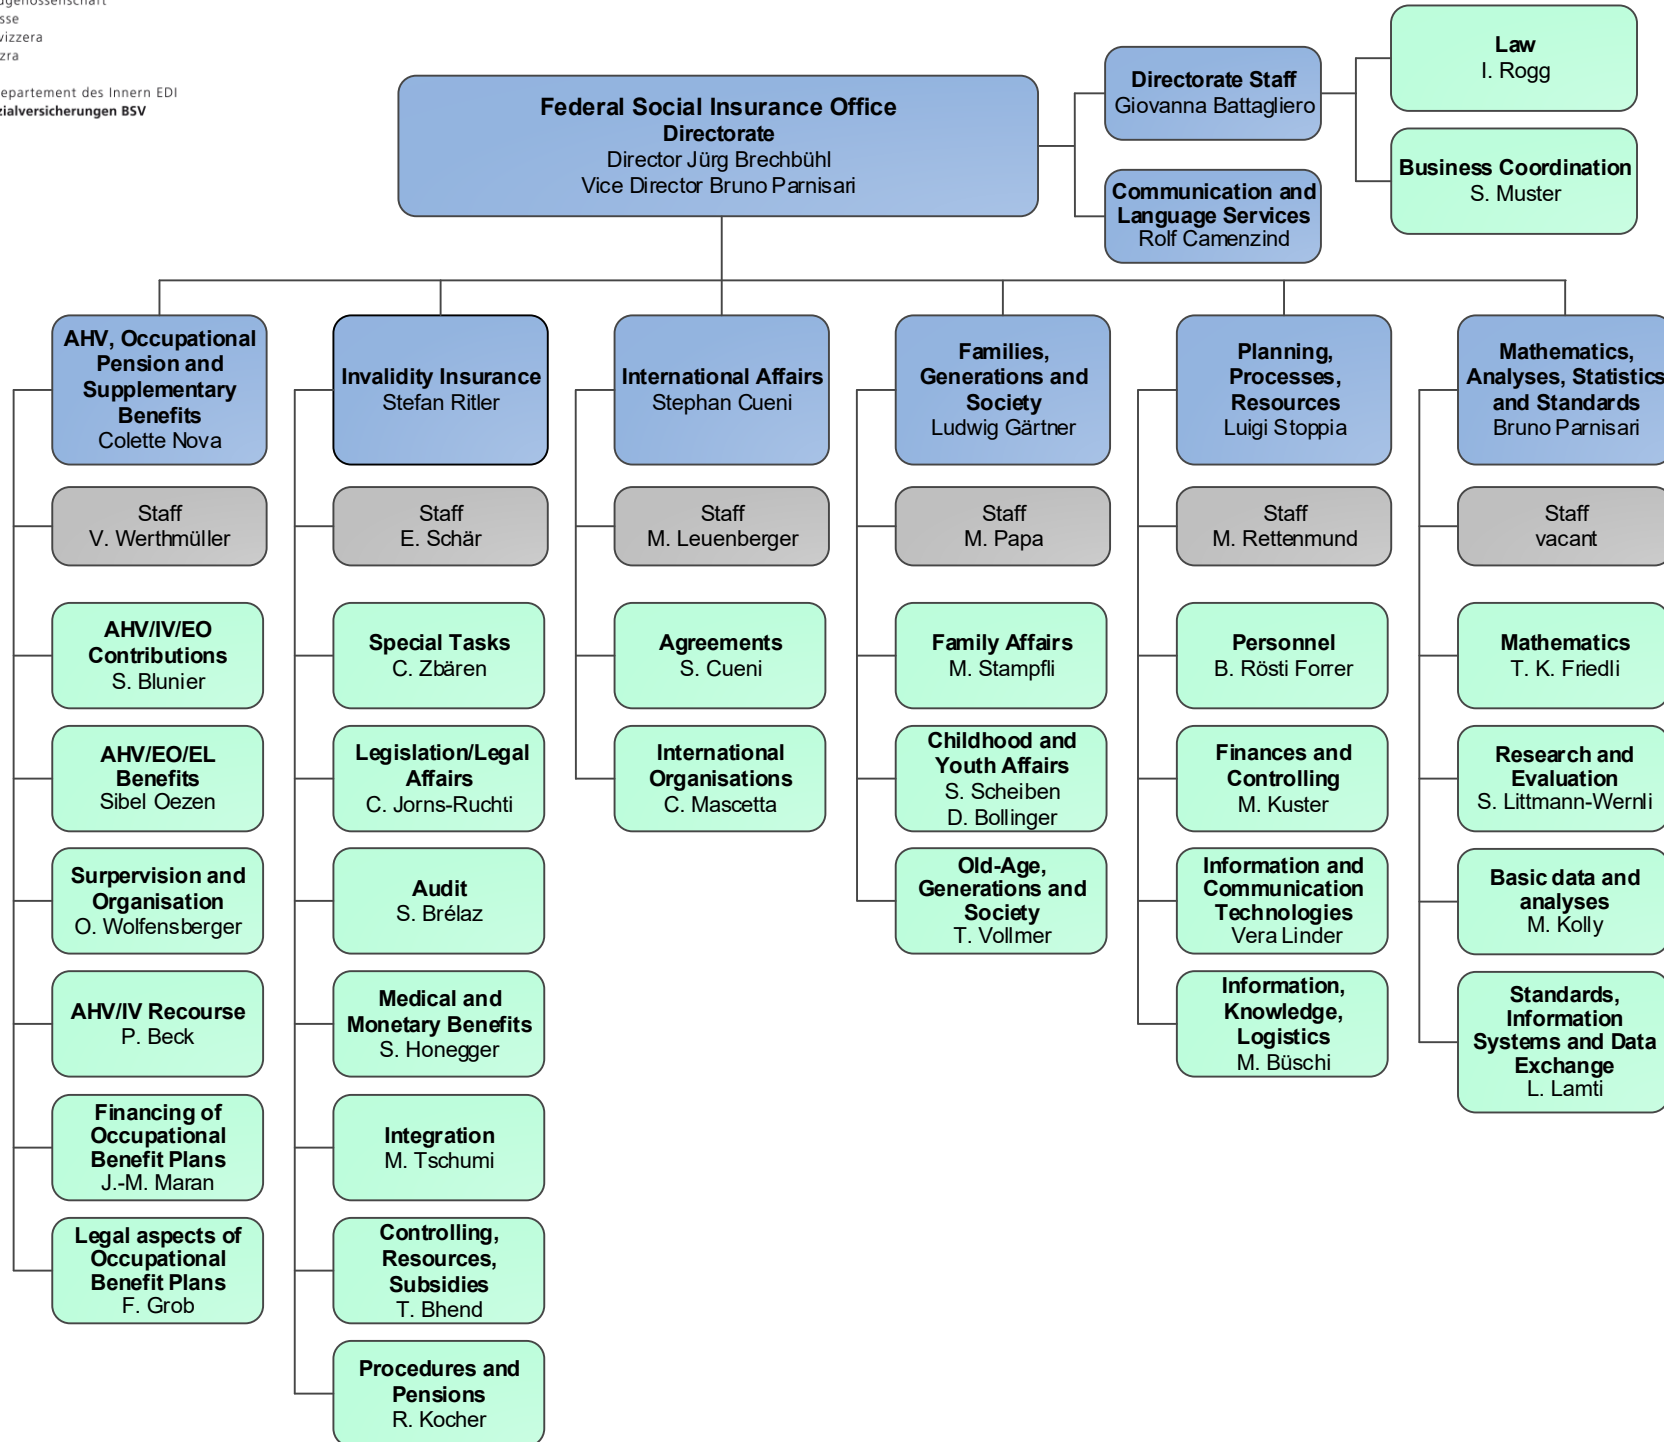 sse
zra
epartement des Innern EDI
BSV
Federal Social Insurance Office
Directorate
Director Jürg Brechbühl
Vice Director Bruno Parnisari
Directorate Staff
Giovanna Battagliero
Communication and
Language Services
Rolf Camenzind
Law
I. Rogg
Business Coordination
S. Muster
AHV, Occupational
Pension and
Supplementary
Benefits
Colette Nova
Staff
V. Werthmüller
AHV/IV/EO
Contributions
S. Blunier
AHV/EO/EL
Benefits
Sibel Oezen
Surpervision and
Organisation
O. Wolfensberger
AHV/IV Recourse
P. Beck
Financing of
Occupational
Benefit Plans
J.-M. Maran
Legal aspects of
Occupational
Benefit Plans
F. Grob
Invalidity Insurance
Stefan Ritler
Staff
E. Schär
Special Tasks
C. Zbären
Legislation/Legal
Affairs
C. Jorns-Ruchti
Audit
S. Brélaz
Medical and
Monetary Benefits
S. Honegger
Integration
M. Tschumi
Controlling,
Resources,
Subsidies
T. Bhend
Procedures and
Pensions
R. Kocher
International Affairs
Stephan Cueni
Staff
M. Leuenberger
Agreements
S. Cueni
International
Organisations
C. Mascetta
Families,
Generations and
Society
Ludwig Gärtner
Staff
M. Papa
Family Affairs
M. Stampfli
Childhood and
Youth Affairs
S. Scheiben
D. Bollinger
Old-Age,
Generations and
Society
T. Vollmer
Planning,
Processes,
Resources
Luigi Stoppia
Staff
M. Rettenmund
Personnel
B. Rösti Forrer
Finances and
Controlling
M. Kuster
Information and
Communication
Technologies
Vera Linder
Information,
Knowledge,
Logistics
M. Büschi
Mathematics,
Analyses, Statistics
and Standards
Bruno Parnisari
Staff
vacant
Mathematics
T. K. Friedli
Research and
Evaluation
S. Littmann-Wernli
Basic data and
analyses
M. Kolly
Standards,
Information
Systems and Data
Exchange
L. Lamti